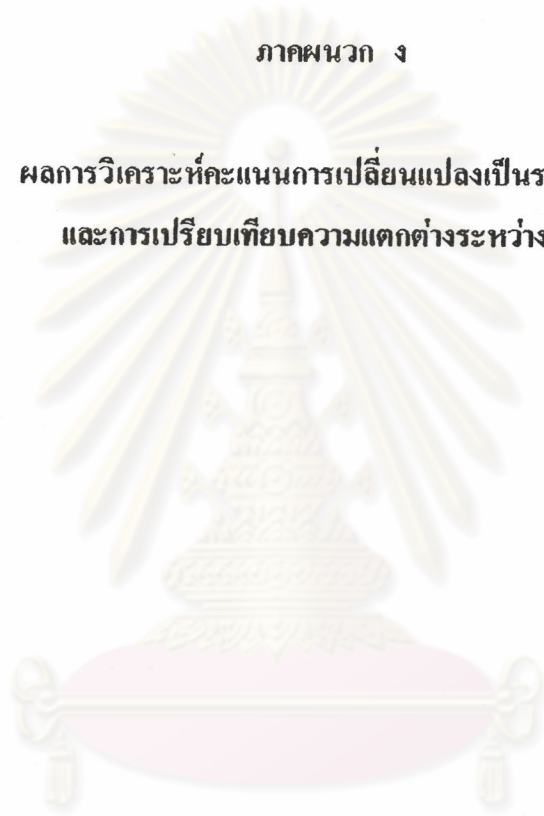 ภาคผนวก ง
ผลการวิเคราะห์คะแนนการเปลี่ยนแปลงเป็นร
และการเปรียบเทียบความแตกต่างระหว่าง